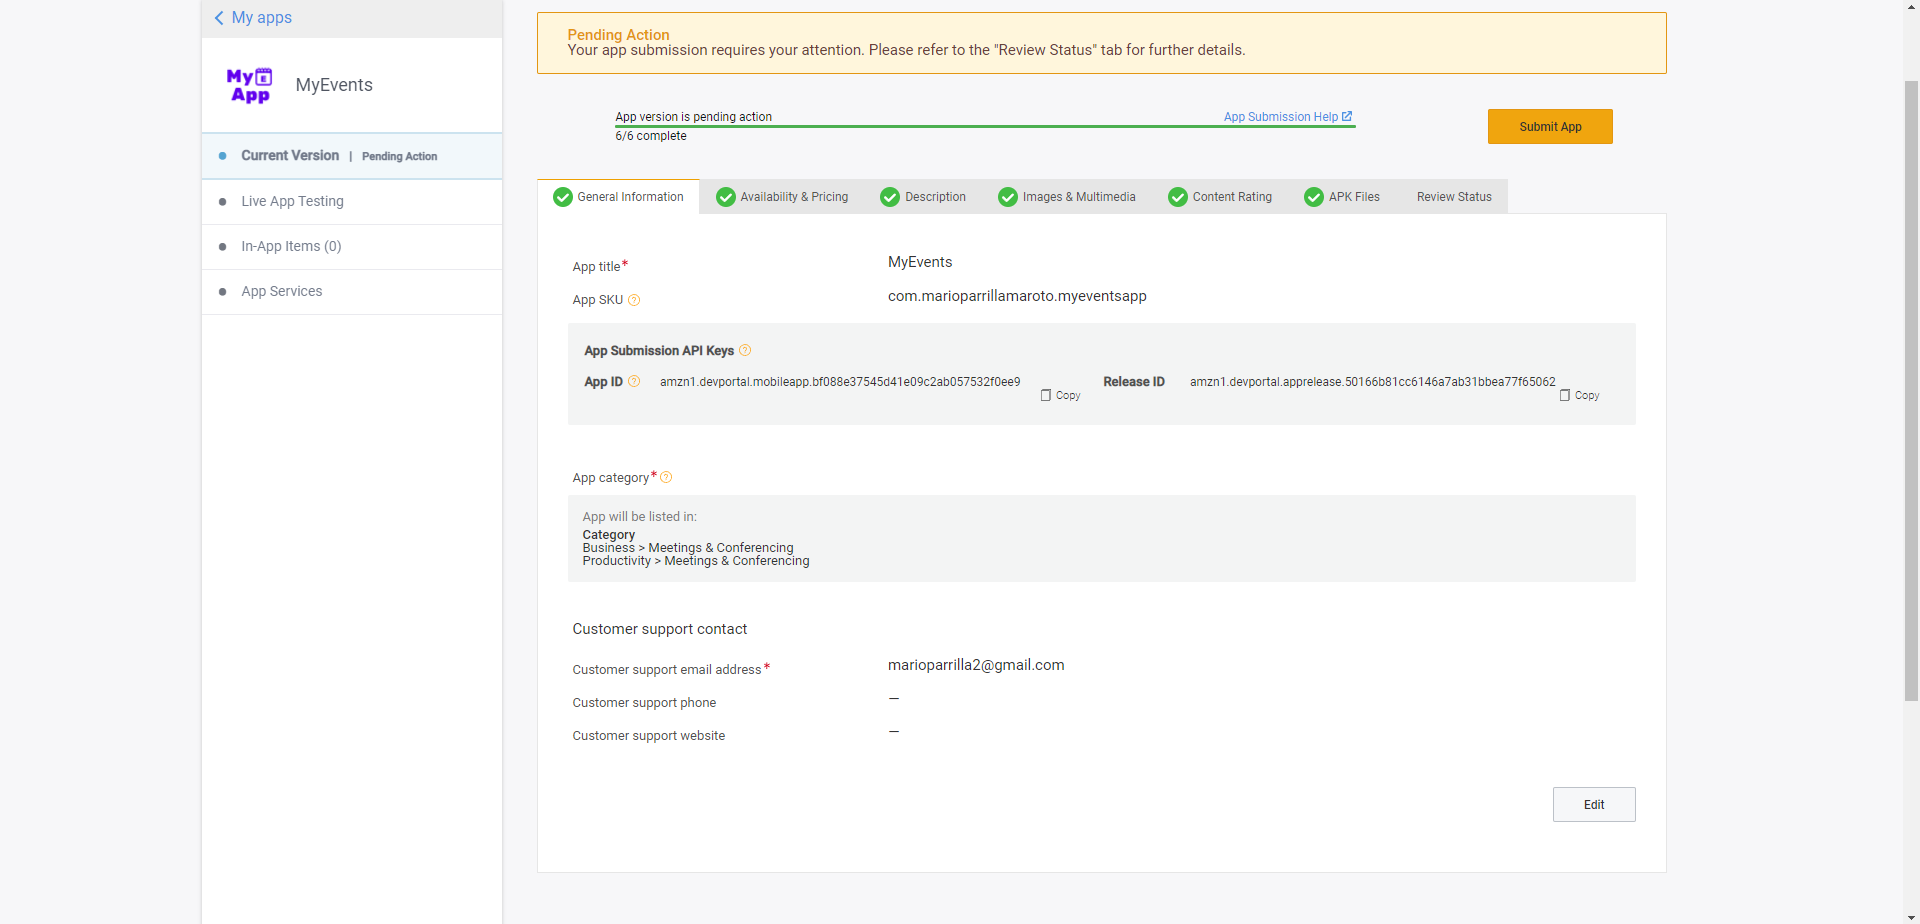 My apps
My
App
E
MyEvents
Current Version | Pending Action
Live App Testing
In-App Items (0)
App Services
Pending Action
Your app submission requires your attention. Please refer to the "Review Status" tab for further details.
App version is pending action
App Submission Help
6/6 complete
Submit App
General Information
Availability & Pricing
Description
Images & Multimedia
Content Rating
APK Files
Review Status
App title*
MyEvents
App SKU ?
com.marioparrillamaroto.myeventsapp
App Submission API Keys ?
App ID ?
amzn1.devportal.mobileapp.bf088e37545d41e09c2ab057532f0ee9
Copy
Release ID
amzn1.devportal.apprelease.50166b81cc6146a7ab31bbea77f65062
Copy
App category* ?
App will be listed in:
Category
Business > Meetings & Conferencing
Productivity > Meetings & Conferencing
Customer support contact
Customer support email address*
marioparrilla2@gmail.com
Customer support phone
—
Customer support website
—
Edit